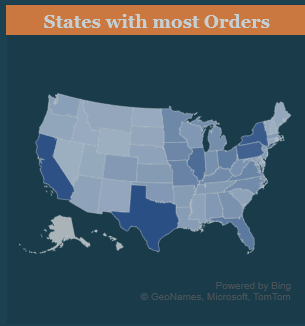 States with most Orders
Powered by Bing
© GeoNames, Microsoft, TomTom